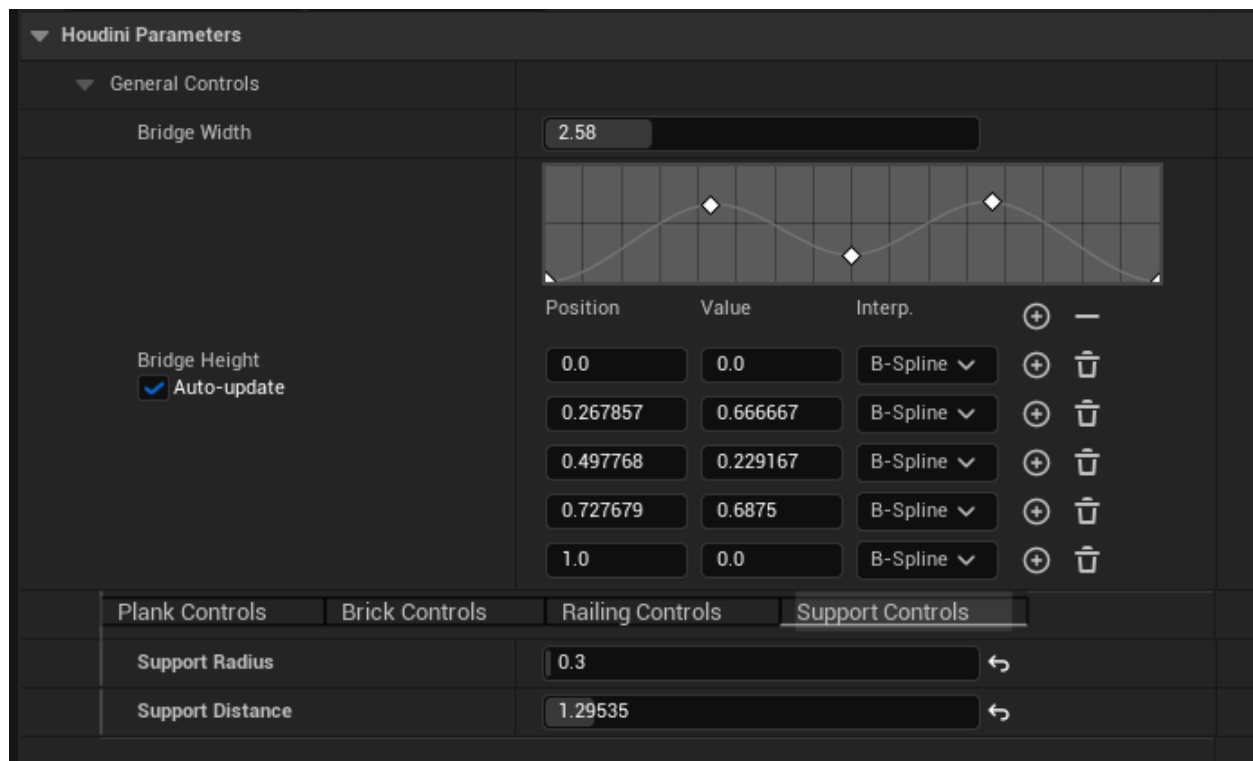 Houdini Parameters
General Controls
Bridge Width 2.58
Position Value Interp.
Bridge Height
Auto-update
0.0 0.0 B-Spline
0.267857 0.666667 B-Spline
0.497768 0.229167 B-Spline
0.727679 0.6875 B-Spline
1.0 0.0 B-Spline
Plank Controls Brick Controls Railing Controls Support Controls
Support Radius 0.3
Support Distance 1.29535